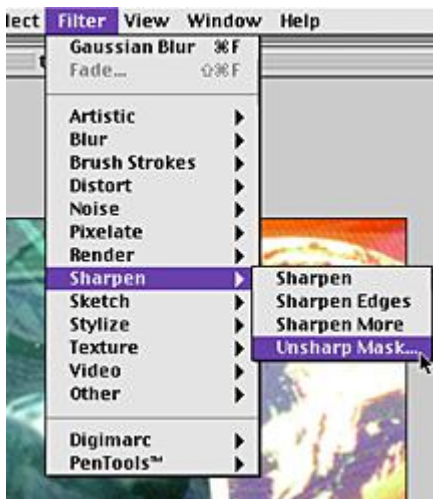 lect Filter View Window Help
Gaussian Blur ⌘F
Fade... ⇧⌘F
Artistic
Blur
Brush Strokes
Distort
Noise
Pixelate
Render
Sharpen
Sketch
Stylize
Texture
Video
Other
Digimarc
PenTools™
Sharpen
Sharpen Edges
Sharpen More
Unsharp Mask...